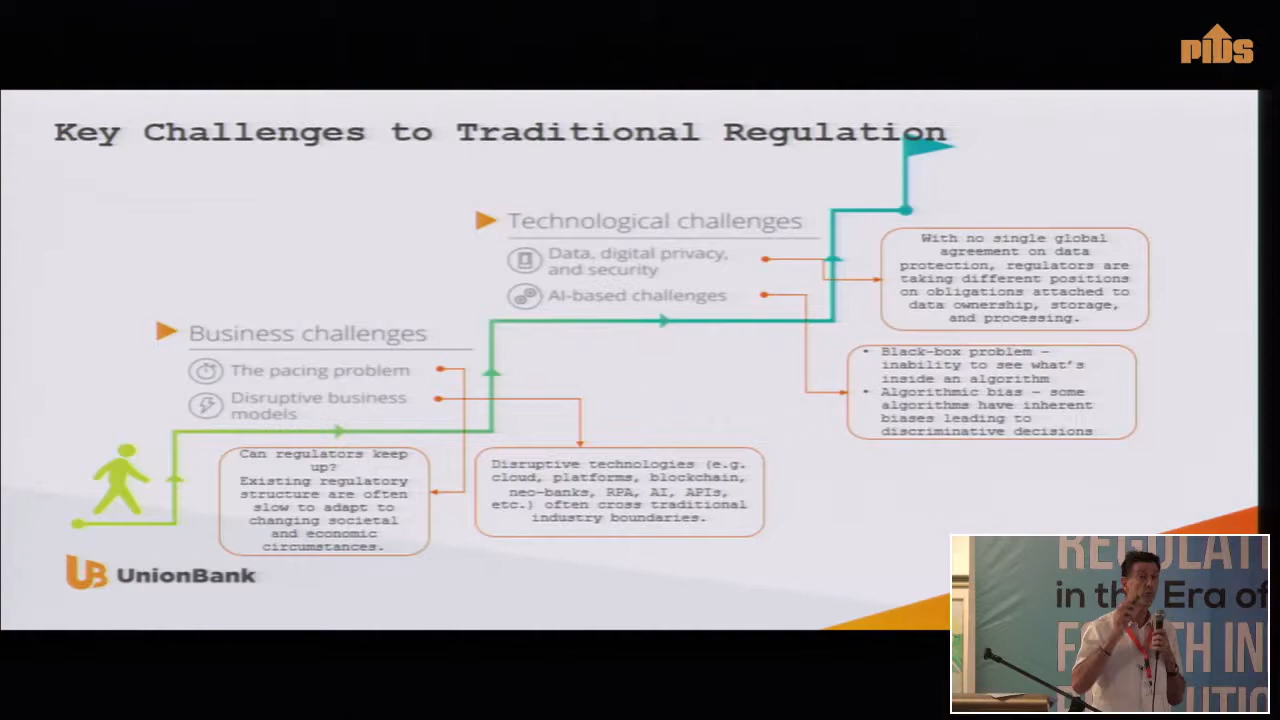 PIDS
Key Challenges to Traditional Regulation
Technological challenges
Data, digital privacy,
and security
AI-based challenges
With no single global
agreement on data
protection, regulators are
taking different positions
on obligations attached to
data ownership, storage,
and processing.
Business challenges
The pacing problem
Disruptive business
models
• Black-box problem –
inability to see what's
inside an algorithm
• Algorithmic bias – some
algorithms have inherent
biases leading to
discriminative decisions
Can regulators keep
up?
Existing regulatory
structure are often
slow to adapt to
changing societal
and economic
circumstances.
Disruptive technologies (e.g.
cloud, platforms, blockchain,
neo-banks, RPA, AI, APIs,
etc.) often cross traditional
industry boundaries.
UB UnionBank
REGULATI
in the Era of